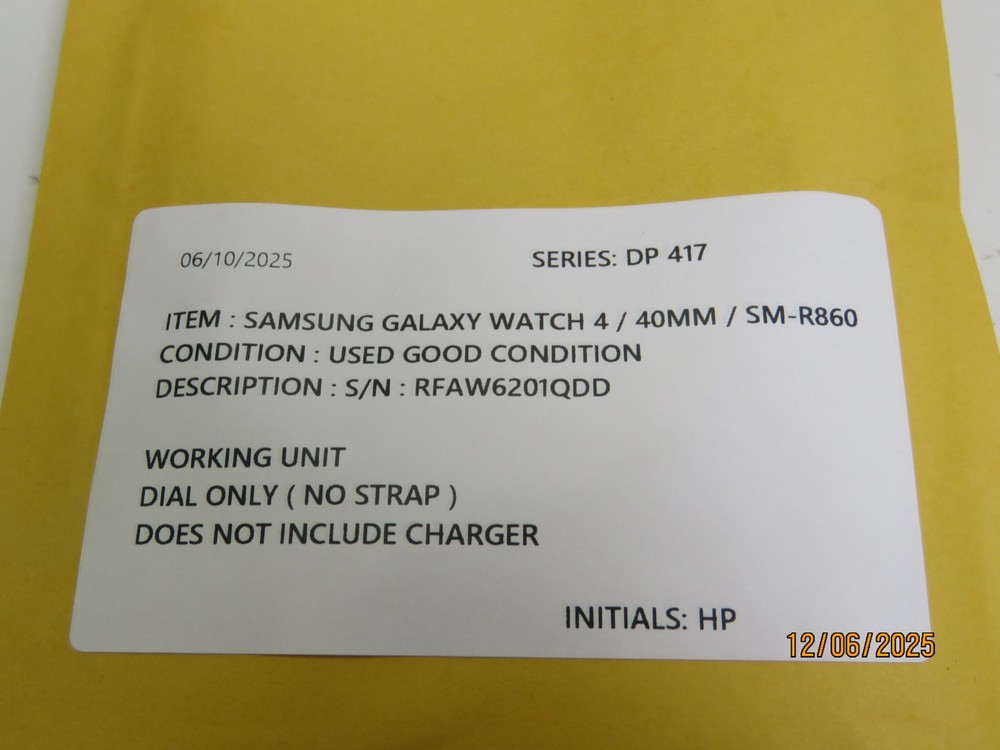 06/10/2025 SERIES: DP 417
ITEM : SAMSUNG GALAXY WATCH 4 / 40MM / SM-R860
CONDITION : USED GOOD CONDITION
DESCRIPTION : S/N : RFAW6201QDD
WORKING UNIT
DIAL ONLY ( NO STRAP )
DOES NOT INCLUDE CHARGER
INITIALS: HP
12/06/2025